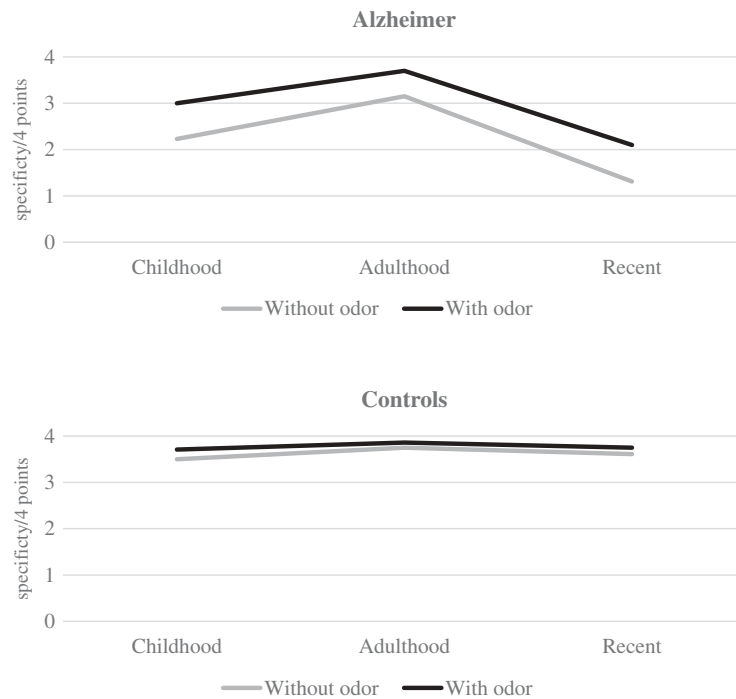 Alzheimer
specificty/4 points
4
3
2
1
0
Childhood Adulthood Recent
Without odor With odor
Controls
specificty/4 points
4
3
2
1
0
Childhood Adulthood Recent
Without odor With odor